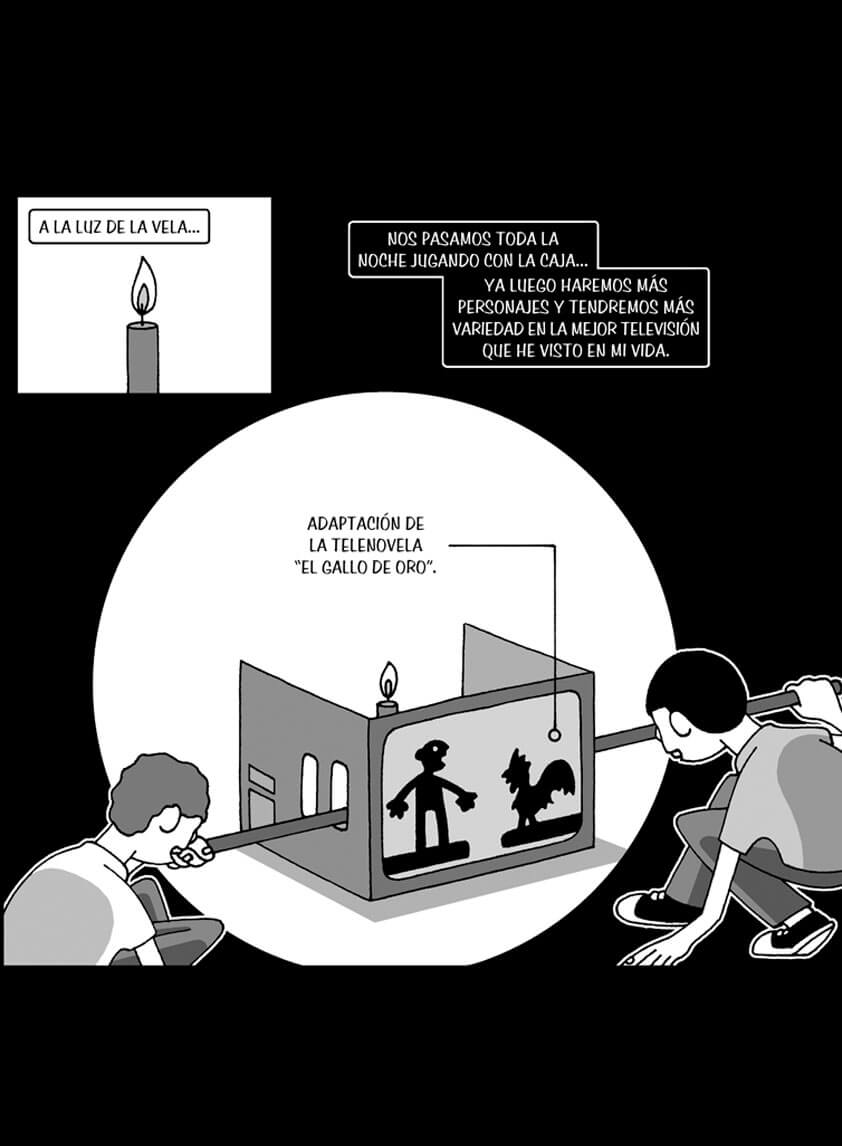 A LA LUZ DE LA VELA...
NOS PASAMOS TODA LA
NOCHE JUGANDO CON LA CAJA...
YA LUEGO HAREMOS MÁS
PERSONAJES Y TENDREMOS MÁS
VARIEDAD EN LA MEJOR TELEVISIÓN
QUE HE VISTO EN MI VIDA.
ADAPTACIÓN DE
LA TELENOVELA
"EL GALLO DE ORO".